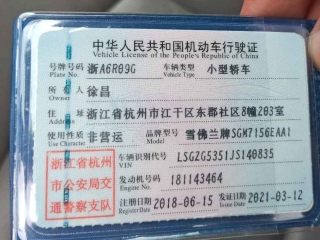 中华人民共和国机动车行驶证
Vehicle License of the People's Republic of China
号牌号码 浙A6R09G 车辆类型 小型轿车
Plate No. Vehicle Type
所有人 徐昌
Owner
住址 浙江省杭州市江干区东郡社区8幢203室
Address
使用性质 非营运 品牌型号 雪佛兰牌SGM7156EAA1
Use Character Model
浙江省杭州市公安局交通警察支队
车辆识别代号 LSGZG5351JS140835
VIN
发动机号码 181143464
Engine No.
注册日期 2018-06-15 发证日期 2021-03-12
Register Date Issue Date